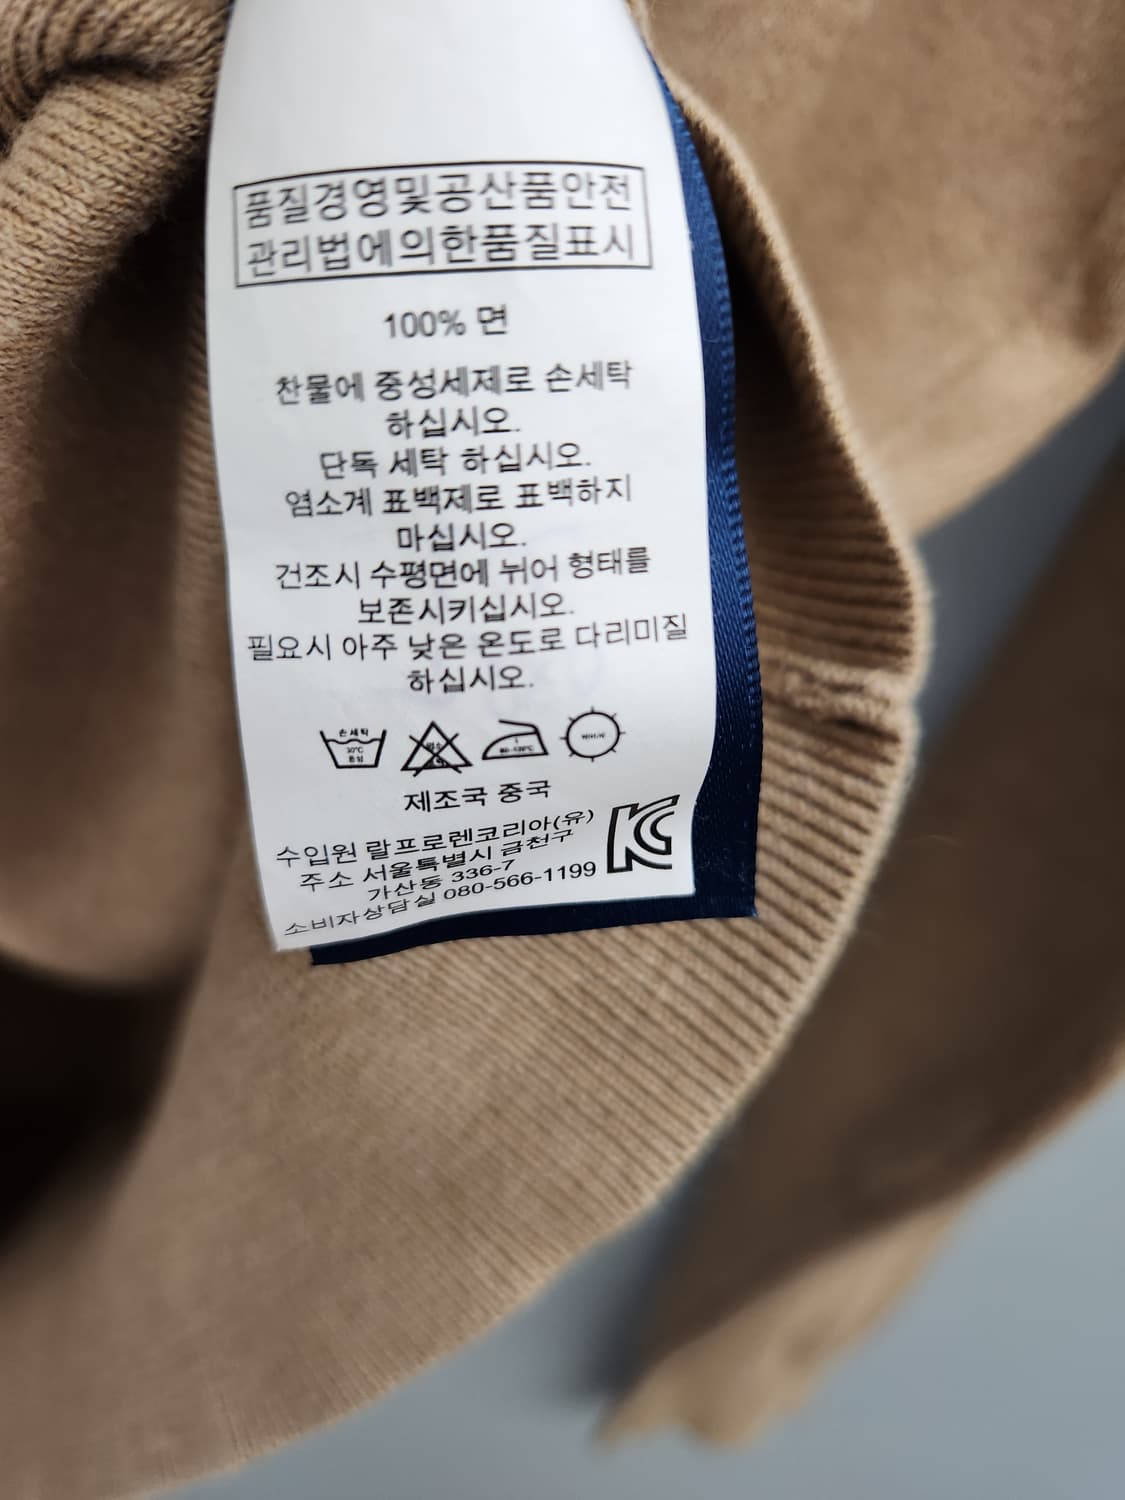 품질경영및공산품안전
관리법에의한품질표시
100% 면
찬물에 중성세제로 손세탁
하십시오.
단독 세탁 하십시오.
염소계 표백제로 표백하지
마십시오.
건조시 수평면에 뉘어 형태를
보존시키십시오.
필요시 아주 낮은 온도로 다리미질
하십시오.
손세탁
30°C
중성
제조국 중국
수입원 랄프로렌코리아(유)
주소 서울특별시 금천구
가산동 336-7
소비자상담실 080-566-1199
KC